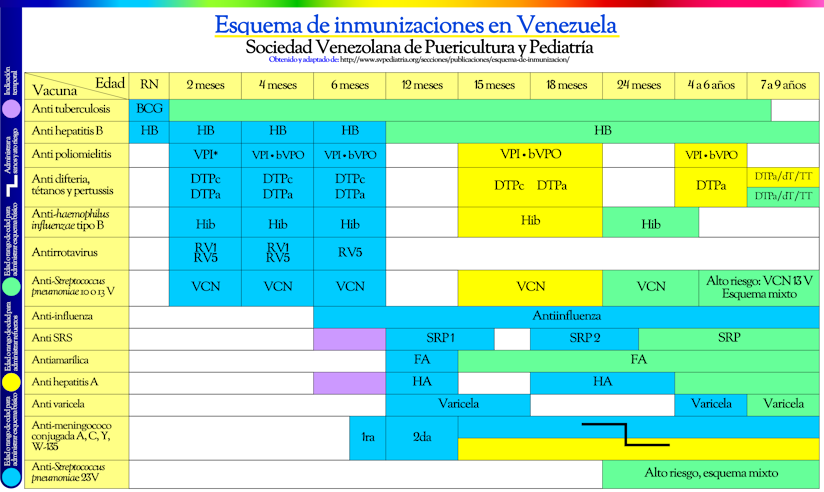 Esquema de inmunizaciones en Venezuela
Sociedad Venezolana de Puericultura y Pediatría
Obtenido y adaptado de: http://www.svpediatria.org/secciones/publicaciones/esquema-de-inmunizacion/
Edad
Vacuna
RN
2 meses
4 meses
6 meses
12 meses
15 meses
18 meses
24 meses
4 a 6 años
7 a 9 años
Anti tuberculosis
BCG
Anti hepatitis B
HB
HB
HB
HB
HB
Anti poliomielitis
VPI*
VPI • bVPO
VPI • bVPO
VPI • bVPO
VPI • bVPO
Anti difteria,
tétanos y pertussis
DTPc
DTPa
DTPc
DTPa
DTPc
DTPa
DTPc DTPa
DTPa
DTPa/dT/TT
DTPa/dT/TT
Anti-haemophilus
influenzae tipo B
Hib
Hib
Hib
Hib
Hib
Antirrotavirus
RV1
RV5
RV1
RV5
RV5
Anti-Streptococcus
pneumoniae 10 o 13 V
VCN
VCN
VCN
VCN
VCN
Alto riesgo: VCN 13 V
Esquema mixto
Anti-influenza
Antiinfluenza
Anti SRS
SRP 1
SRP 2
SRP
Antiamarílica
FA
FA
Anti hepatitis A
HA
HA
Anti varicela
Varicela
Varicela
Varicela
Anti-meningococo
conjugada A, C, Y,
W-135
1ra
2da
Anti-Streptococcus
pneumoniae 23V
Alto riesgo, esquema mixto
Indicación
temporal
Administrar a
sanos y alto riesgo
Edad o rango de edad para
administrar esquema básico
Edad o rango de edad para
administrar refuerzos
Edad o rango de edad para
administrar esquema básico